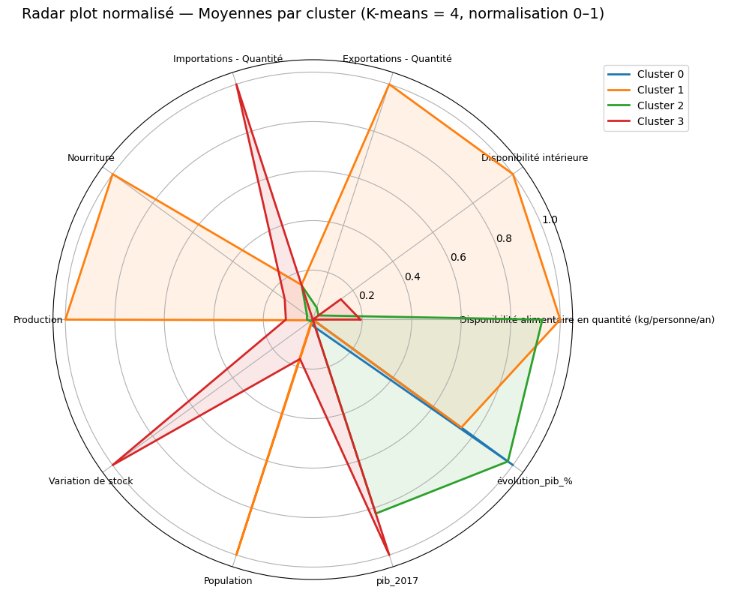 Radar plot normalisé — Moyennes par cluster (K-means = 4, normalisation 0–1)
Importations - Quantité
Exportations - Quantité
Cluster 0
Cluster 1
Cluster 2
Cluster 3
Nourriture
Disponibilité intérieure
1.0
0.8
0.6
0.4
0.2
Production
Disponibilité alimentaire en quantité (kg/personne/an)
Variation de stock
évolution_pib_%
Population
pib_2017